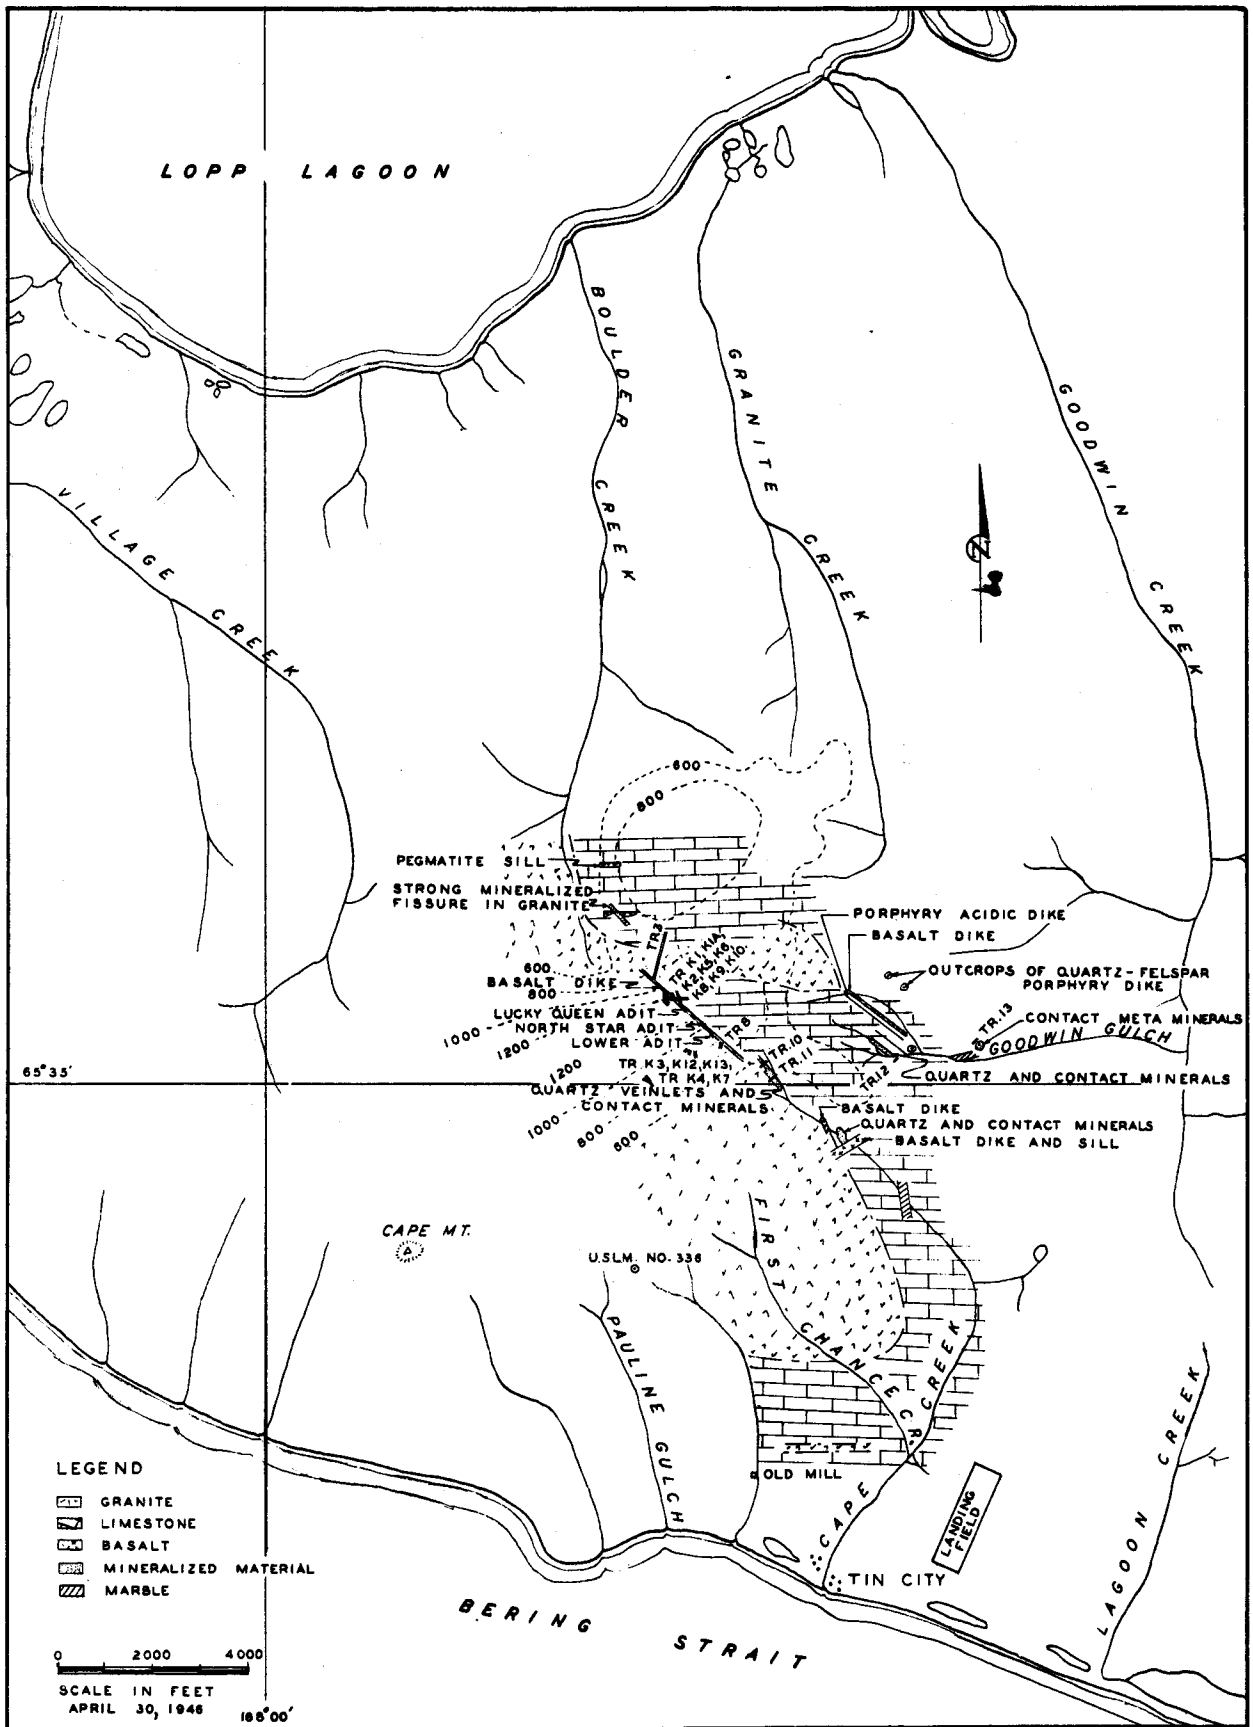 LOPP LAGOON
BOULDER CREEK
GRANITE CREEK
GOODWIN CREEK
VILLAGE CREEK
N
600
800
PEGMATITE SILL
STRONG MINERALIZED
FISSURE IN GRANITE
PORPHYRY ACIDIC DIKE
BASALT DIKE
TR.2
TR K1, K1A,
K2, K5, K6,
K8, K9, K10.
OUTCROPS OF QUARTZ-FELSPAR
PORPHYRY DIKE
600
BASALT DIKE
800
LUCKY QUEEN ADIT
1000
NORTH STAR ADIT
1200
LOWER ADIT
TR 8
TR.13
CONTACT META MINERALS
GOODWIN GULCH
TR.10
TR.11
TR.12
65°35'
1200
TR. K3, K12, K13,
TR K4, K7
QUARTZ AND CONTACT MINERALS
QUARTZ VEINLETS AND
CONTACT MINERALS
1000
800
600
BASALT DIKE
QUARTZ AND CONTACT MINERALS
BASALT DIKE AND SILL
CAPE MT.
U.S.L.M. NO. 336
FIRST CHANCE CR.
PAULINE GULCH
CAPE CREEK
OLD MILL
LANDING
FIELD
LAGOON CREEK
TIN CITY
BERING STRAIT
LEGEND
GRANITE
LIMESTONE
BASALT
MINERALIZED MATERIAL
MARBLE
0 2000 4000
SCALE IN FEET
APRIL 30, 1946
168°00'